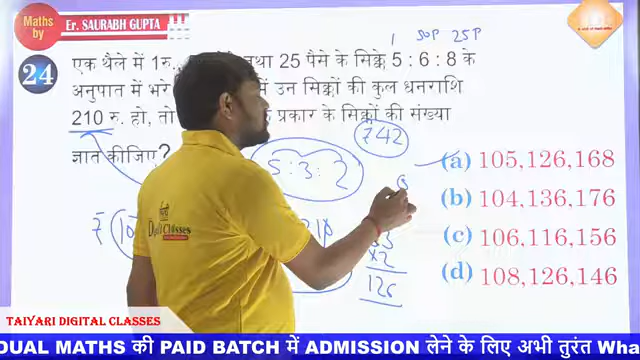 Maths by
Er. SAURABH GUPTA
1 50P 25P
24
एक थैले में 1रु. तथा 25 पैसे के सिक्के 5 : 6 : 8 के
अनुपात में भरे उन सिक्कों की कुल धनराशि
210 रु. हो, तो प्रकार के सिक्कों की संख्या
ज्ञात कीजिए?
₹42
5 : 3 : 2
(a) 105,126,168
(b) 104,136,176
(c) 106,116,156
(d) 108,126,146
×2
126
TAIYARI DIGITAL CLASSES
DUAL MATHS की PAID BATCH में ADMISSION लेने के लिए अभी तुरंत Wha